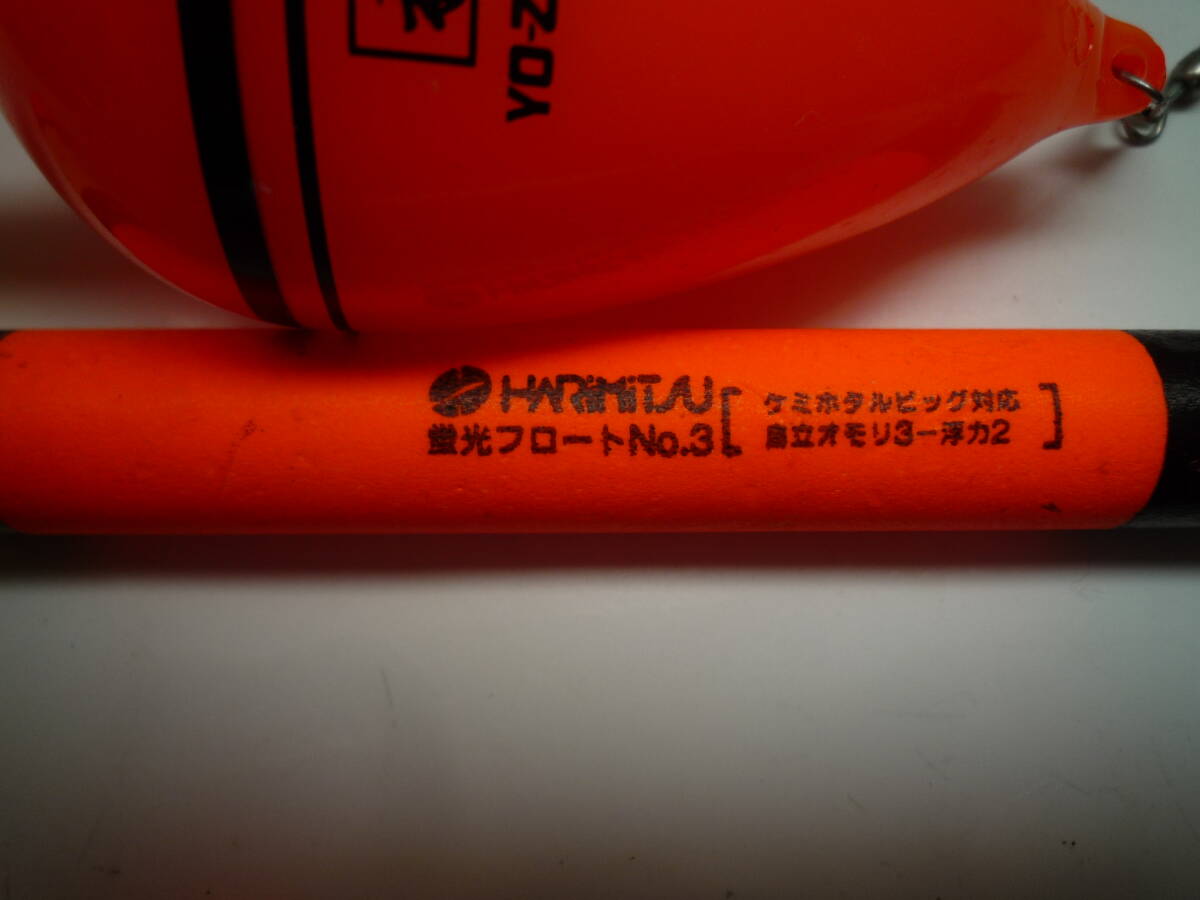 YO-Z
HARiMiTSU
蛍光フロートNo.3
ケミホタルビッグ対応
自立オモリ3−浮力2